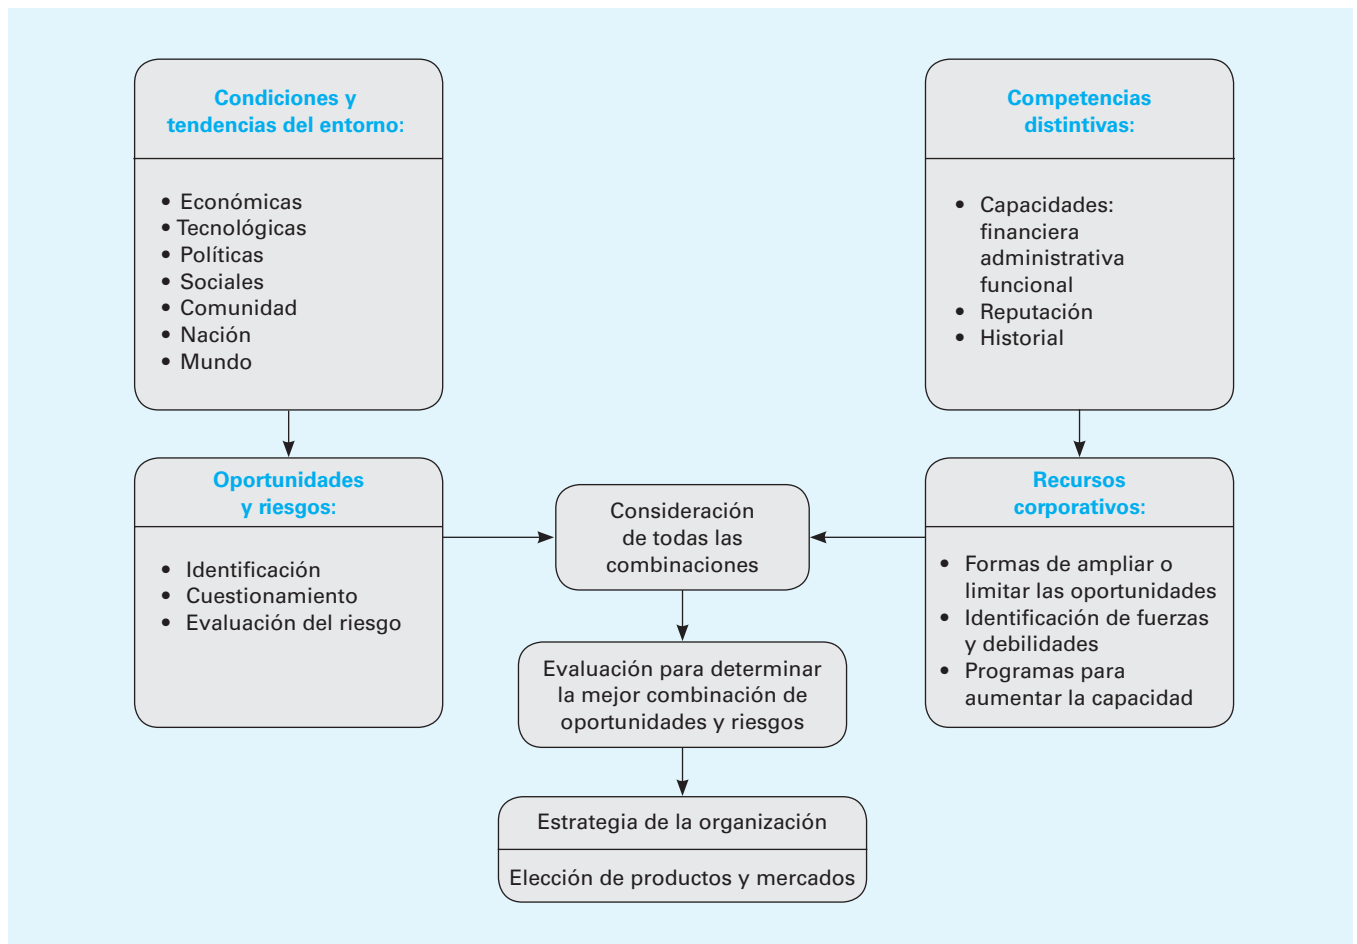 Condiciones y
tendencias del entorno:
• Económicas
• Tecnológicas
• Políticas
• Sociales
• Comunidad
• Nación
• Mundo
Competencias
distintivas:
• Capacidades:
financiera
administrativa
funcional
• Reputación
• Historial
Oportunidades
y riesgos:
• Identificación
• Cuestionamiento
• Evaluación del riesgo
Consideración
de todas las
combinaciones
Recursos
corporativos:
• Formas de ampliar o
limitar las oportunidades
• Identificación de fuerzas
y debilidades
• Programas para
aumentar la capacidad
Evaluación para determinar
la mejor combinación de
oportunidades y riesgos
Estrategia de la organización
Elección de productos y mercados